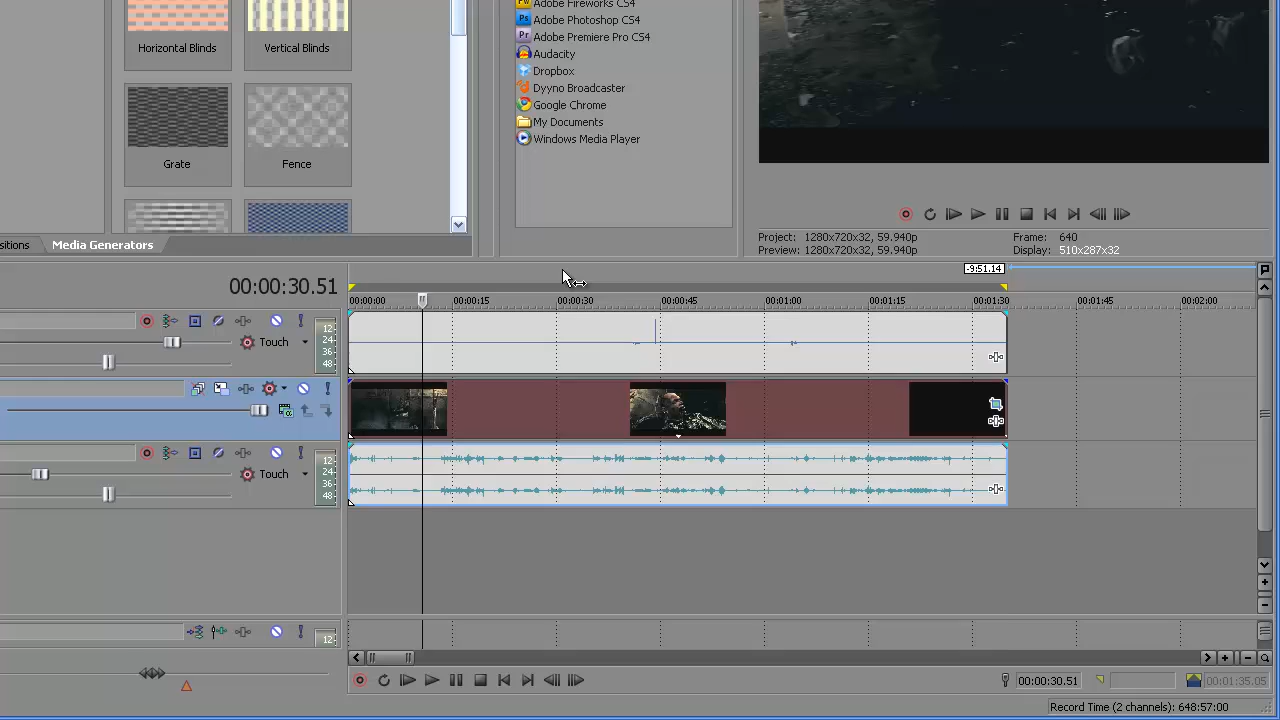 Adobe Fireworks CS4
Adobe Photoshop CS4
Adobe Premiere Pro CS4
Audacity
Dropbox
Dyyno Broadcaster
Google Chrome
My Documents
Windows Media Player
Horizontal Blinds
Vertical Blinds
Grate
Fence
sitions
Media Generators
Project: 1280x720x32, 59.940p
Frame: 640
Preview: 1280x720x32, 59.940p
Display: 510x287x32
-9:51.14
00:00:30.51
00:00:00
00:00:15
00:00:30
00:00:45
00:01:00
00:01:15
00:01:30
00:01:45
00:02:00
Touch
12
24
36
48
Touch
12
24
36
48
12
00:00:30.51
00:01:35.05
Record Time (2 channels): 648:57:00